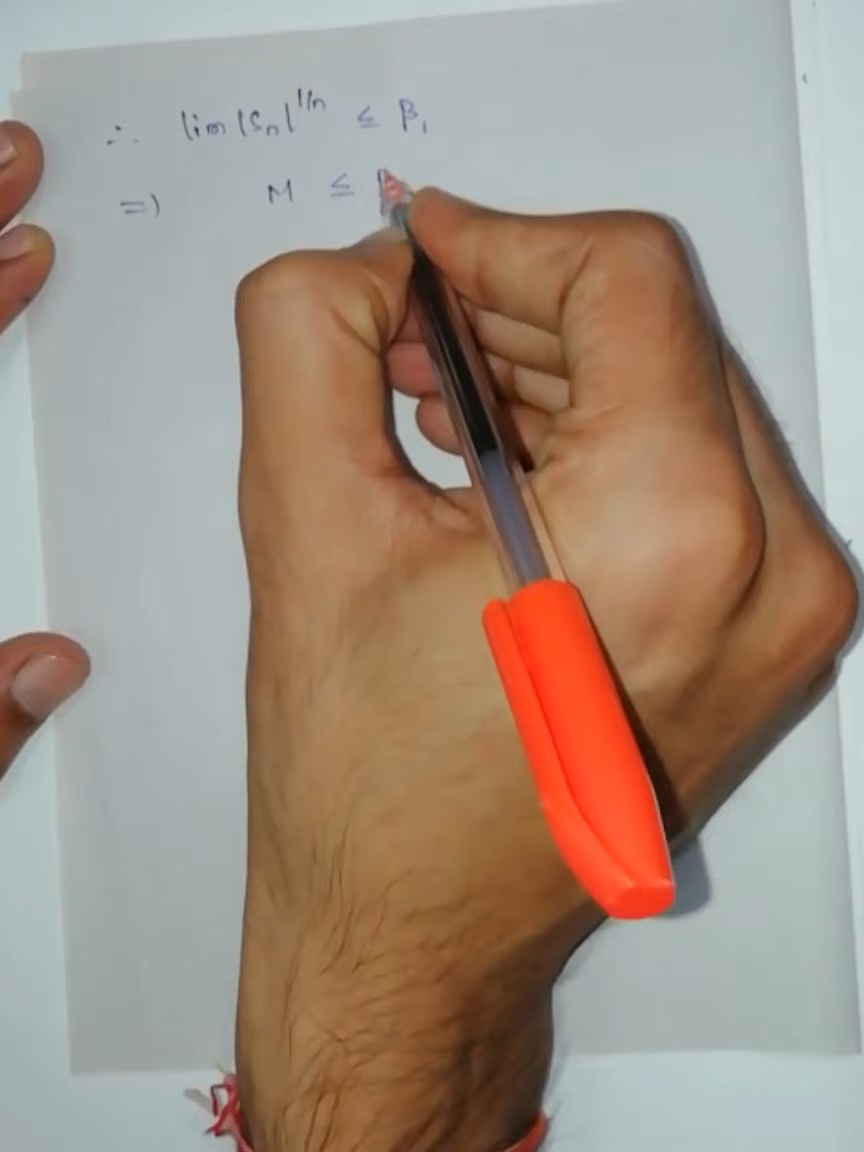 ∴ lim |Sn|^1/n ≤ β1
=) M ≤